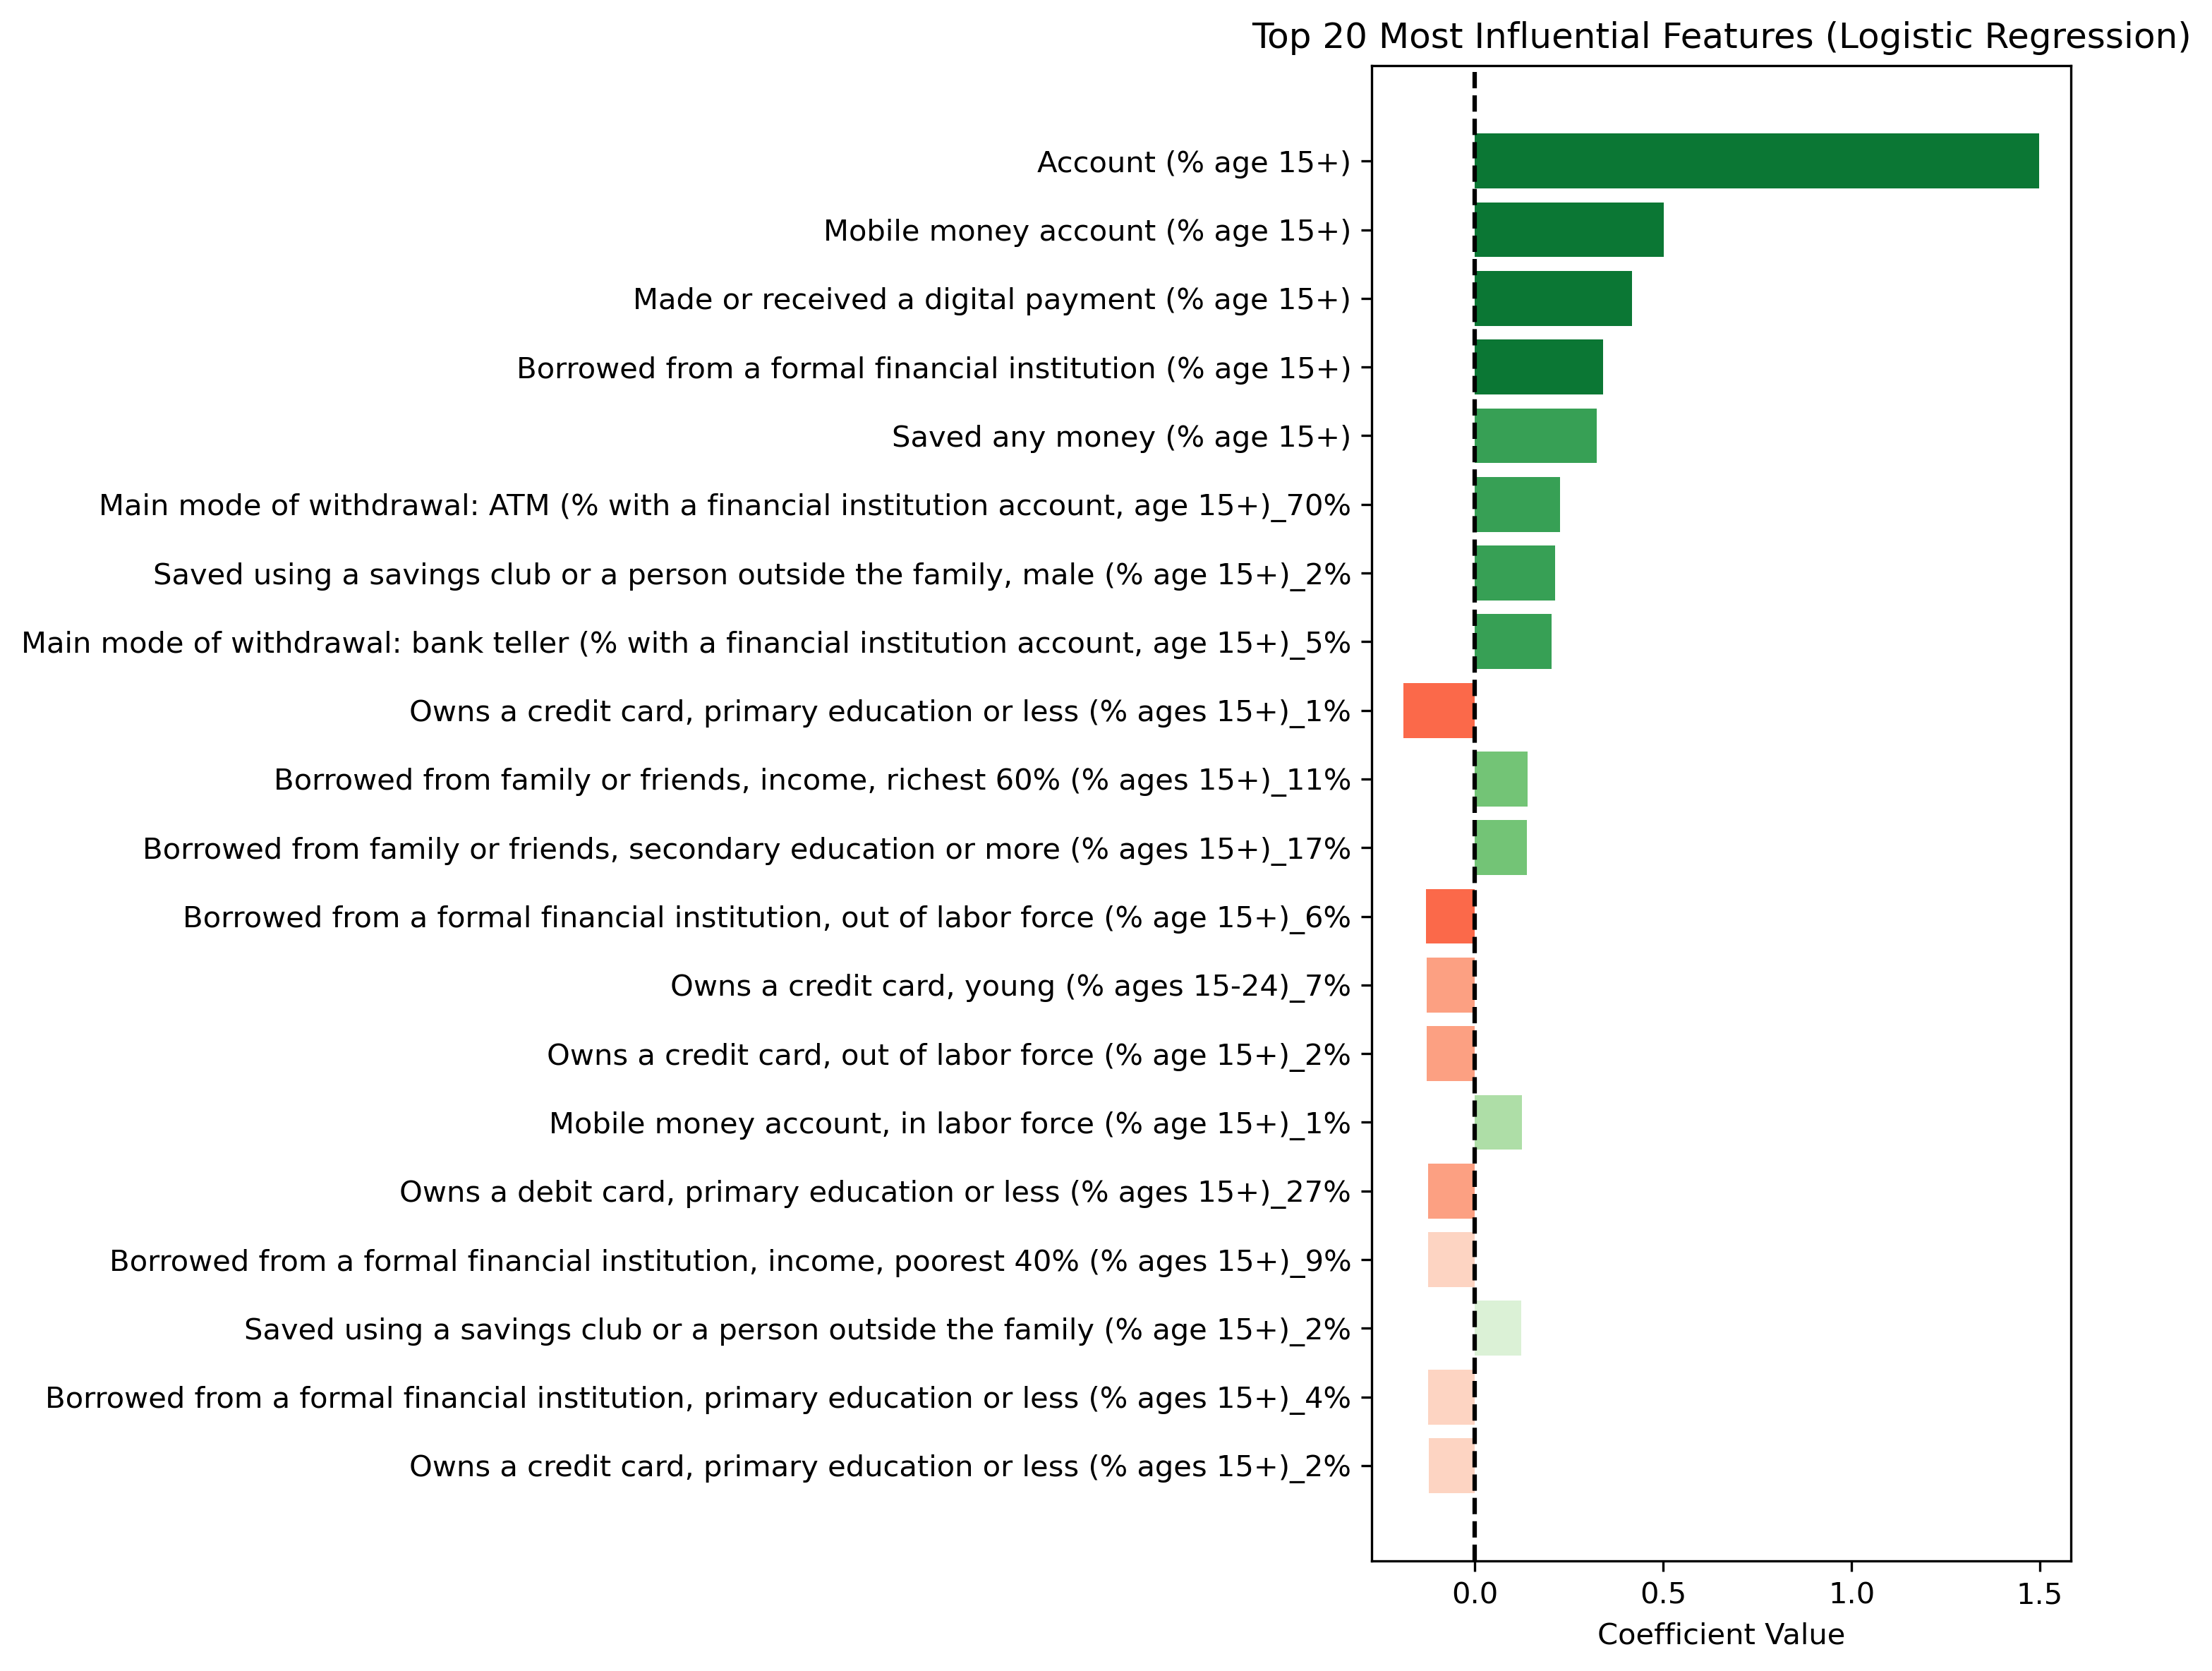 Top 20 Most Influential Features (Logistic Regression)
Account (% age 15+)
Mobile money account (% age 15+)
Made or received a digital payment (% age 15+)
Borrowed from a formal financial institution (% age 15+)
Saved any money (% age 15+)
Main mode of withdrawal: ATM (% with a financial institution account, age 15+)_70%
Saved using a savings club or a person outside the family, male (% age 15+)_2%
Main mode of withdrawal: bank teller (% with a financial institution account, age 15+)_5%
Owns a credit card, primary education or less (% ages 15+)_1%
Borrowed from family or friends, income, richest 60% (% ages 15+)_11%
Borrowed from family or friends, secondary education or more (% ages 15+)_17%
Borrowed from a formal financial institution, out of labor force (% age 15+)_6%
Owns a credit card, young (% ages 15-24)_7%
Owns a credit card, out of labor force (% age 15+)_2%
Mobile money account, in labor force (% age 15+)_1%
Owns a debit card, primary education or less (% ages 15+)_27%
Borrowed from a formal financial institution, income, poorest 40% (% ages 15+)_9%
Saved using a savings club or a person outside the family (% age 15+)_2%
Borrowed from a formal financial institution, primary education or less (% ages 15+)_4%
Owns a credit card, primary education or less (% ages 15+)_2%
0.0 0.5 1.0 1.5
Coefficient Value